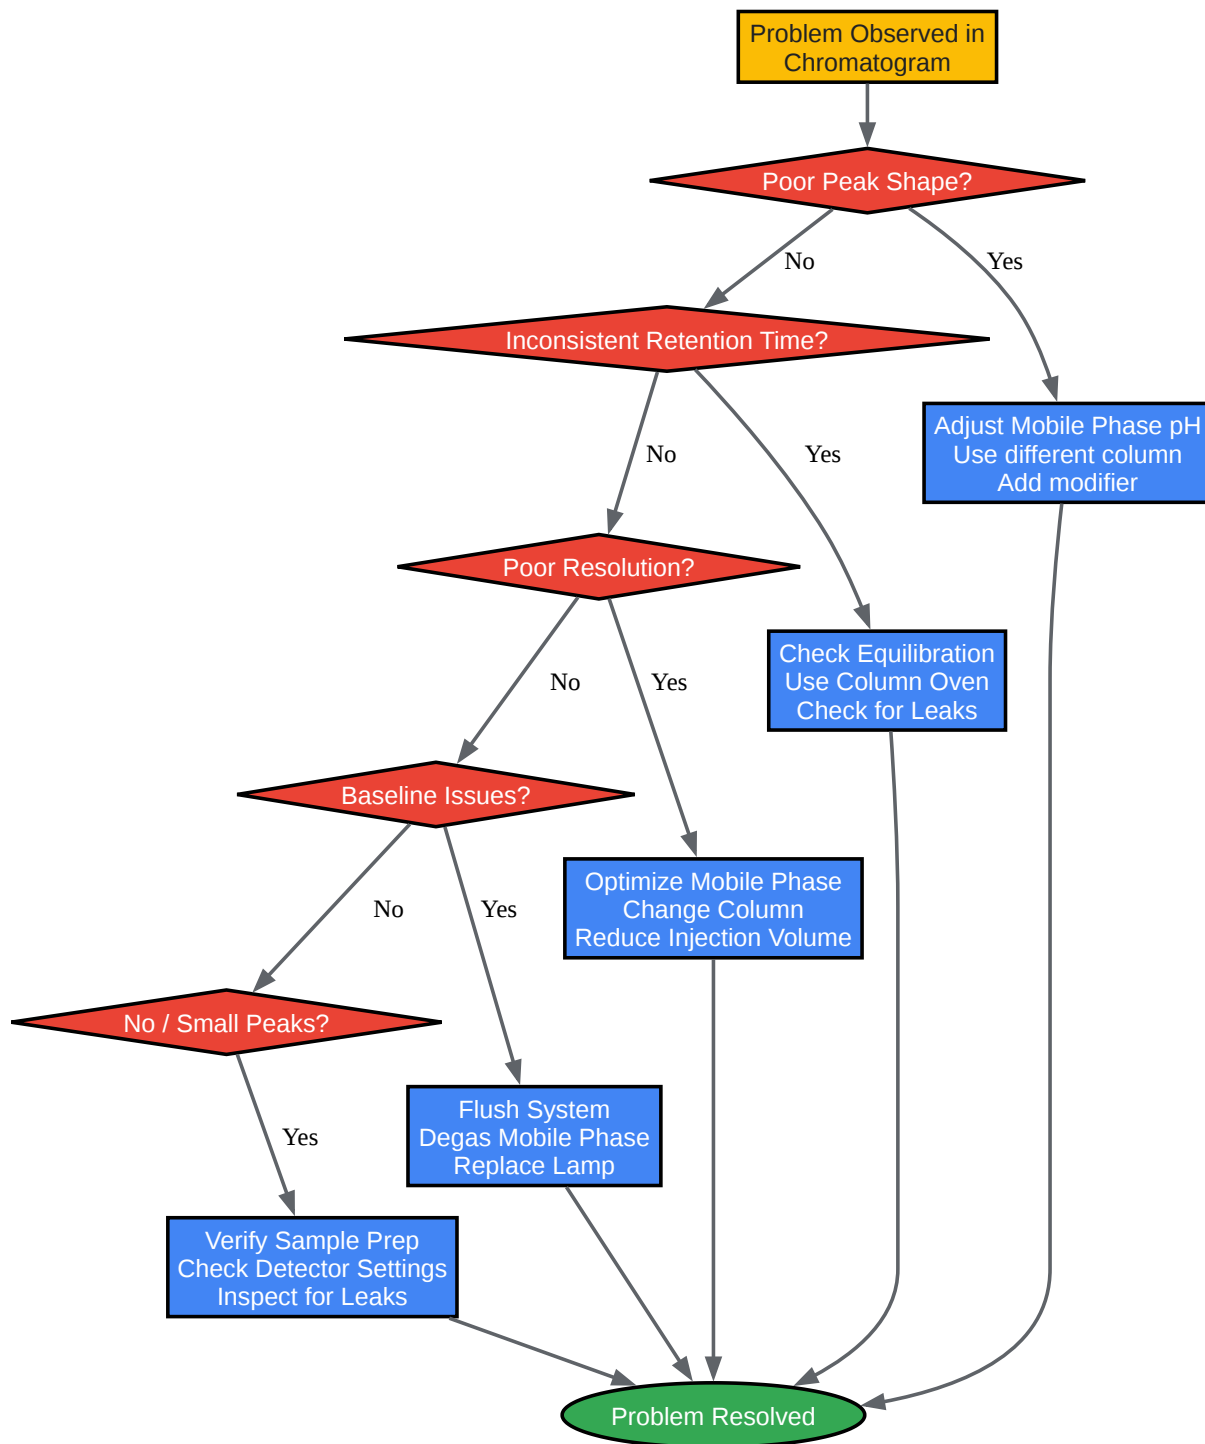 Problem Observed in
Chromatogram
Poor Peak Shape?
No
Yes
Inconsistent Retention Time?
Adjust Mobile Phase pH
Use different column
Add modifier
No
Yes
Poor Resolution?
Check Equilibration
Use Column Oven
Check for Leaks
No
Yes
Baseline Issues?
Optimize Mobile Phase
Change Column
Reduce Injection Volume
No
Yes
No / Small Peaks?
Flush System
Degas Mobile Phase
Replace Lamp
Yes
Verify Sample Prep
Check Detector Settings
Inspect for Leaks
Problem Resolved